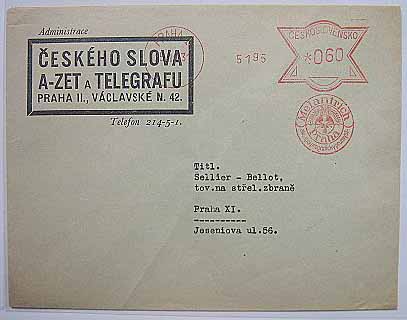 Administrace
ČESKÉHO SLOVA
A-ZET A TELEGRAFU
PRAHA II., VÁCLAVSKÉ N. 42.
Telefon 214-5-1.
PRAHA
5196
ČESKOSLOVENSKO
*060
Melantrich
Praha
Titl.
Sellier - Bellot,
tov.na střel.zbraně
Praha XI.
----------
Jeseniova ul.56.